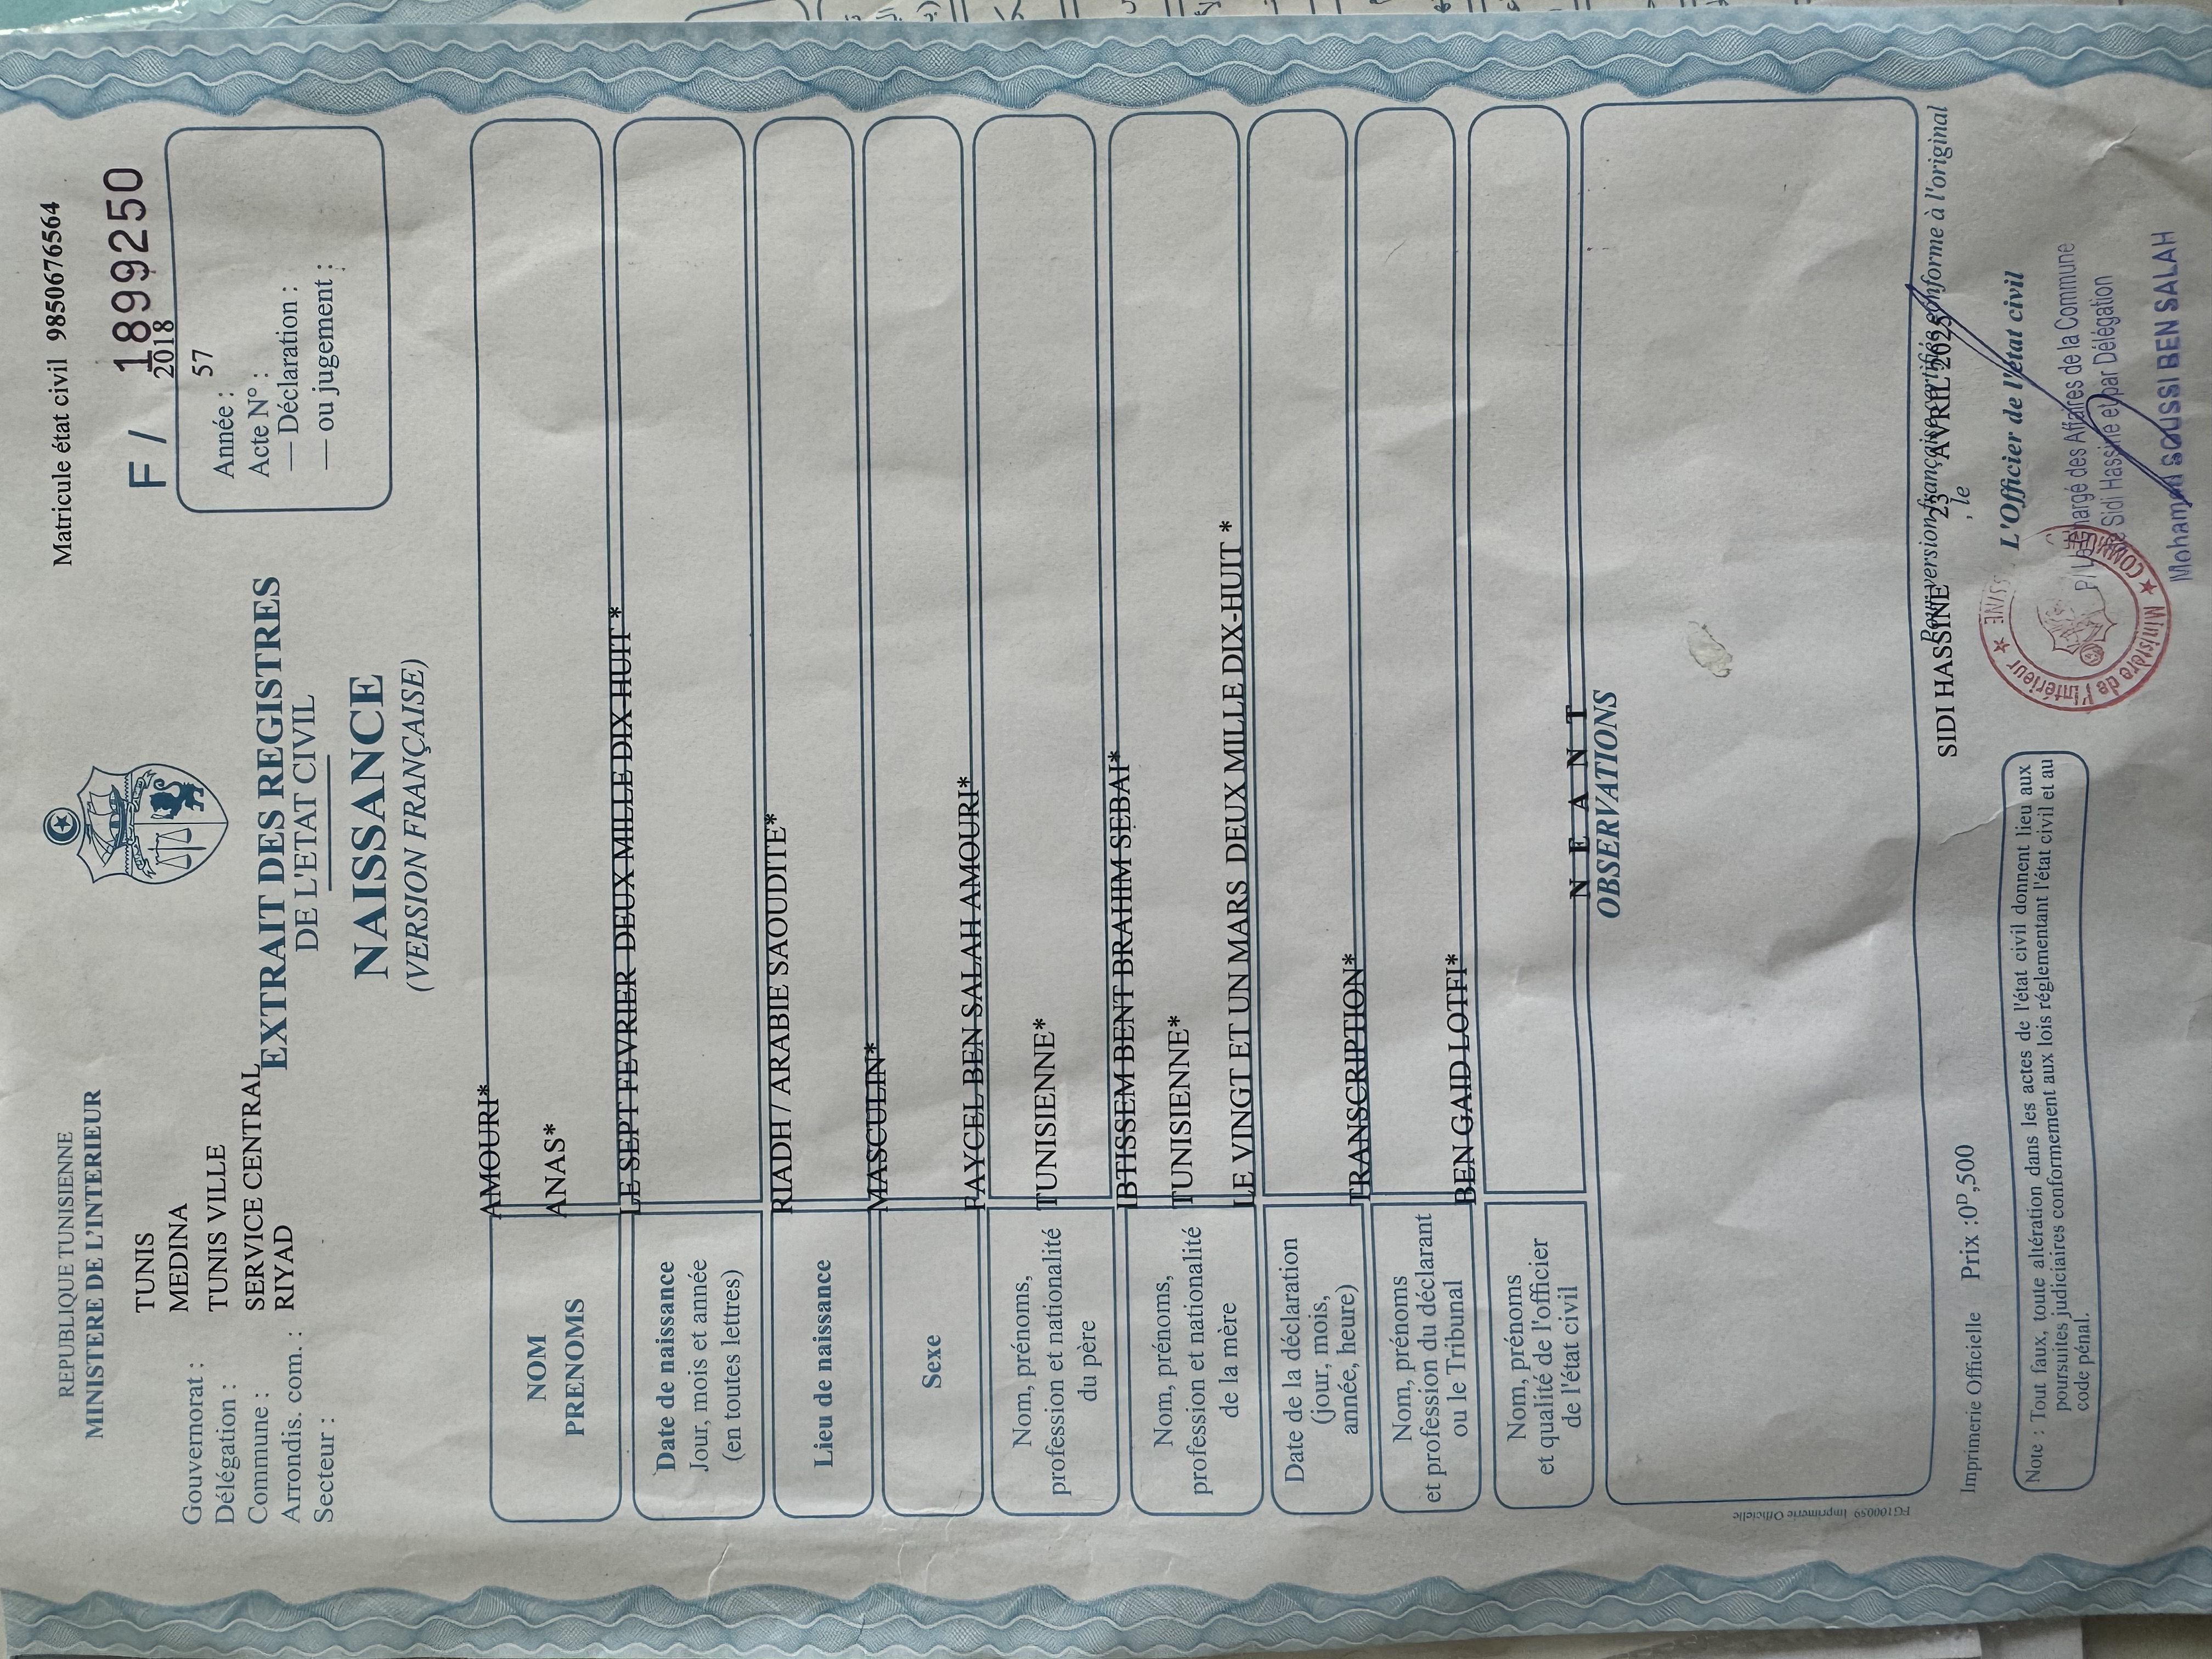 REPUBLIQUE TUNISIENNE
MINISTERE DE L'INTERIEUR
Matricule état civil 985067656​4
F / 1899250
Gouvernorat : TUNIS
Délégation : MEDINA
Commune : TUNIS VILLE
Arrondis. com. : SERVICE CENTRAL
Secteur : RIYAD
EXTRAIT DES REGISTRES
DE L'ETAT CIVIL
NAISSANCE
(VERSION FRANÇAISE)
Année : 2018
Acte N° : 57
— Déclaration :
— ou jugement :
NOM
PRENOMS
AMOURI*
ANAS*
Date de naissance
Jour, mois et année
(en toutes lettres)
LE SEPT FEVRIER DEUX MILLE DIX-HUIT *
Lieu de naissance
RIADH / ARABIE SAOUDITE*
Sexe
MASCULIN*
Nom, prénoms,
profession et nationalité
du père
FAYCEL BEN SALAH AMOURI*
TUNISIENNE*
Nom, prénoms,
profession et nationalité
de la mère
IBTISSEM BENT BRAHIM SEBAI*
TUNISIENNE*
Date de la déclaration
(jour, mois,
année, heure)
LE VINGT ET UN MARS DEUX MILLE DIX-HUIT *
Nom, prénoms
et profession du déclarant
ou le Tribunal
TRANSCRIPTION*
Nom, prénoms
et qualité de l'officier
de l'état civil
BEN GAID LOTFI*
N E A N T
OBSERVATIONS
FG100059 Imprimerie Officielle
Imprimerie Officielle Prix :0D,500
Note : Tout faux, toute altération dans les actes de l'état civil donnent lieu aux
poursuites judiciaires conformement aux lois réglementant l'état civil et au
code pénal.
Pour version française certifiée conforme à l'original
SIDI HASSINE , le 23 AVRIL 2025
L'Officier de l'état civil
P/ Le chargé des Affaires de la Commune
de Sidi Hassine et par Délégation
Mohamed SOUSSI BEN SALAH
Ministère de l'Intérieur